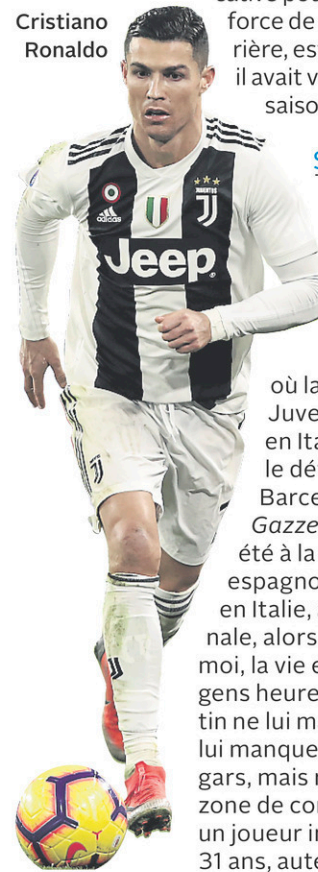 Cristiano
Ronaldo
force de
rière, es
il avait v
saiso
adidas
JUVENTUS
Jeep
où la
Juve
en Ita
le dé
Barce
Gazze
été à la
espagno
en Italie,
nale, alors
moi, la vie e
gens heure
tin ne lui m
lui manque
gars, mais
zone de co
un joueur i
31 ans, aute